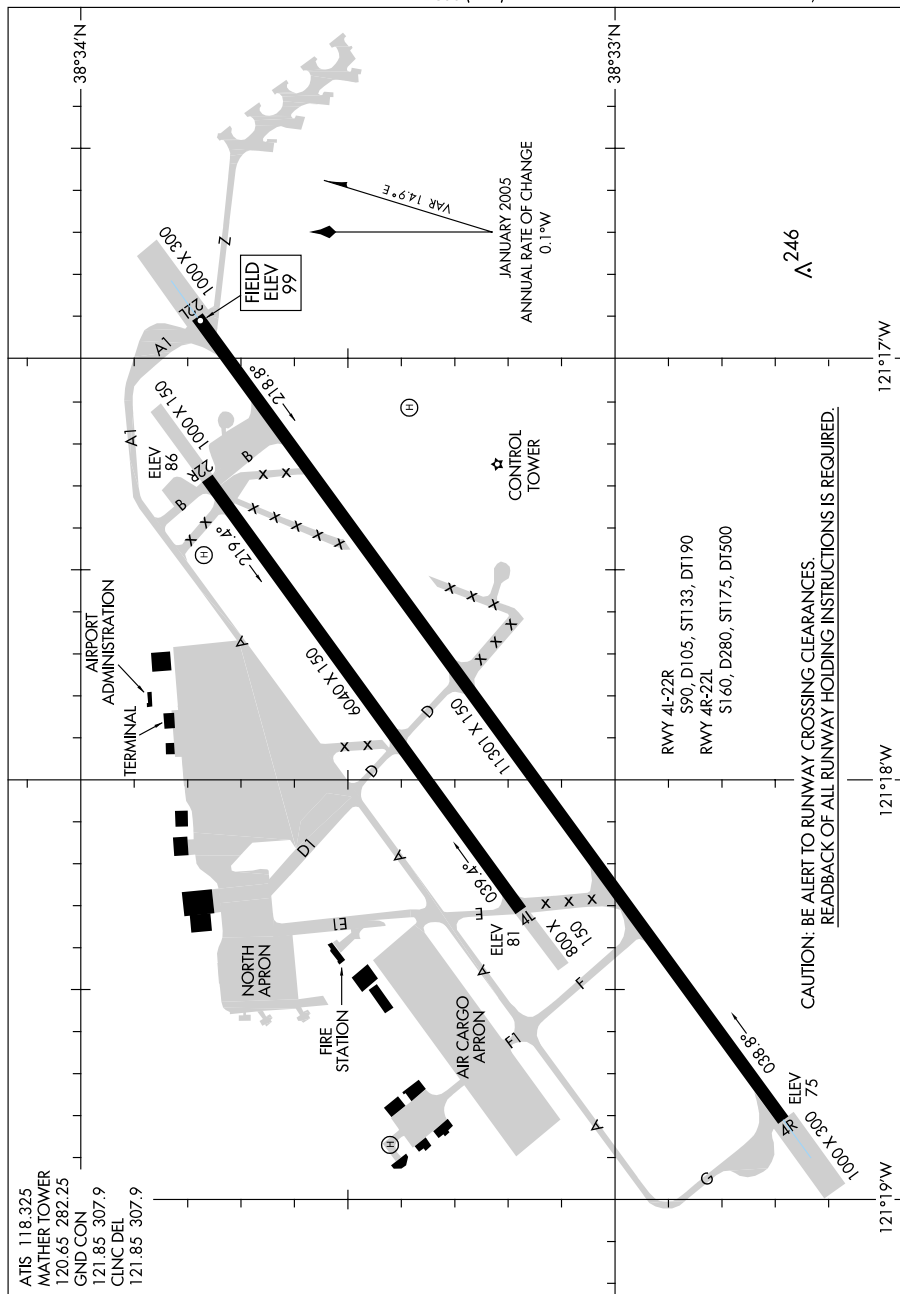 ATIS 118.325
MATHER TOWER
120.65 282.25
GND CON
121.85 307.9
CLNC DEL
121.85 307.9
38°34'N
38°33'N
121°17'W
121°18'W
121°19'W
1000 X 300
22L
FIELD
ELEV
99
Z
A1
A1
1000 X 150
ELEV
86
22R
B
B
218.8°
219.4°
H
H
H
VAR 14.9°E
JANUARY 2005
ANNUAL RATE OF CHANGE
0.1°W
246
CONTROL
TOWER
AIRPORT
ADMINISTRATION
TERMINAL
A
6040 X 150
11301 X 150
X X
X X
X X X X X
X X X
X X X
X X
X X X
D
D
D1
A
E
E1
039.4°
4L
ELEV
81
800 X
150
NORTH
APRON
FIRE
STATION
AIR CARGO
APRON
A
F
F1
A
G
038.8°
4R
ELEV
75
1000 X 300
RWY 4L-22R
S90, D105, ST133, DT190
RWY 4R-22L
S160, D280, ST175, DT500
CAUTION: BE ALERT TO RUNWAY CROSSING CLEARANCES.
READBACK OF ALL RUNWAY HOLDING INSTRUCTIONS IS REQUIRED.